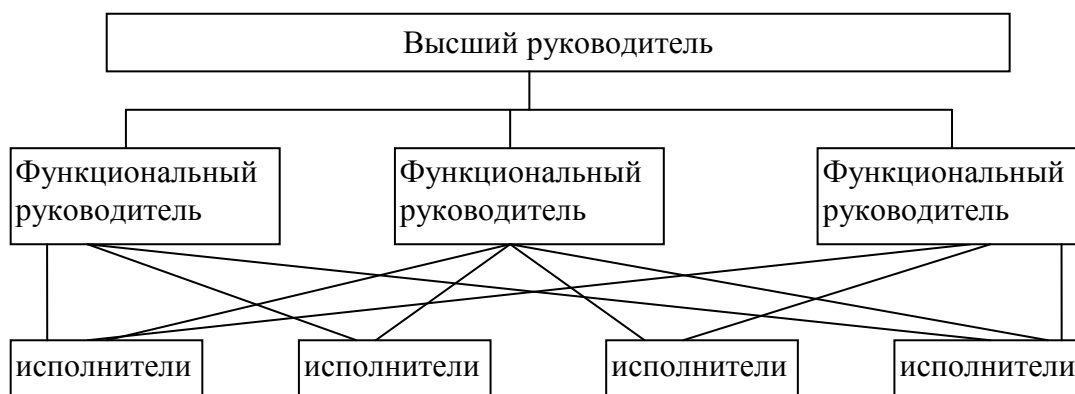 Высший руководитель
Функциональный
руководитель
Функциональный
руководитель
Функциональный
руководитель
исполнители
исполнители
исполнители
исполнители